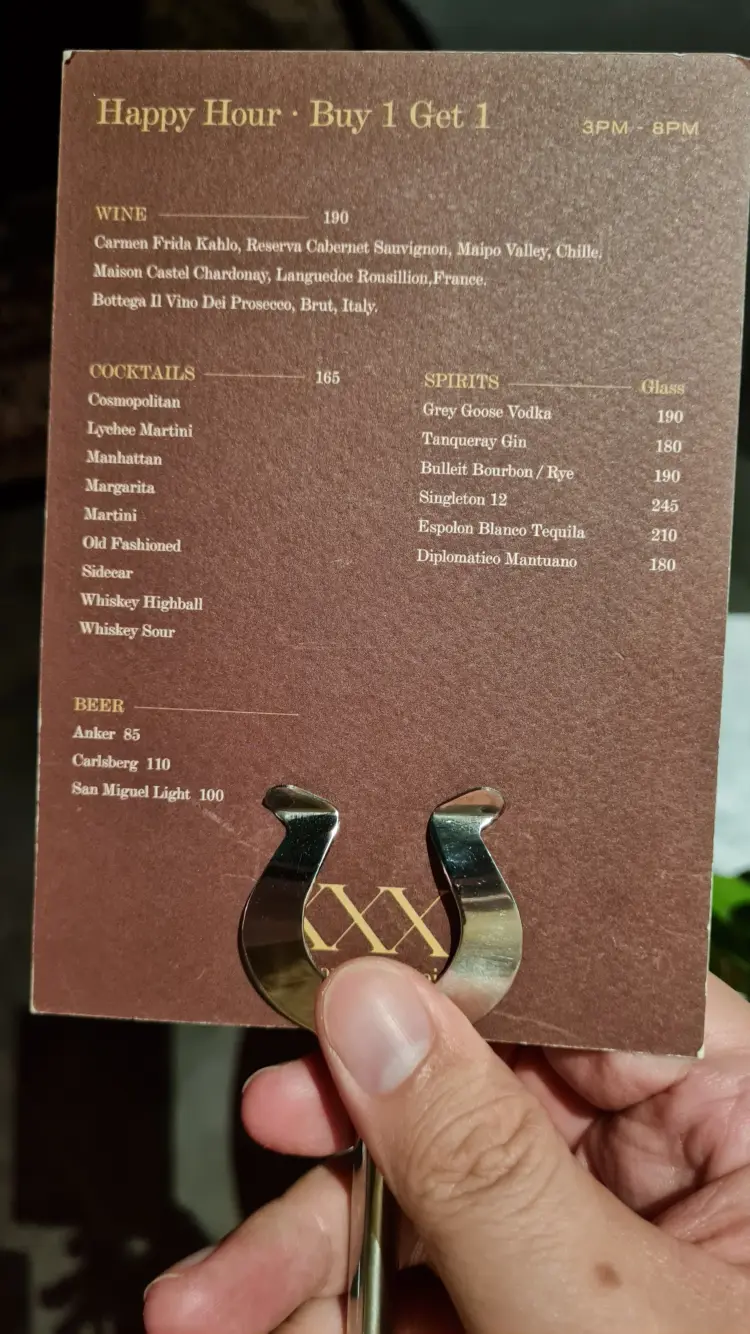 Happy Hour · Buy 1 Get 1
3PM - 8PM
WINE 190
Carmen Frida Kahlo, Reserva Cabernet Sauvignon, Maipo Valley, Chille.
Maison Castel Chardonay, Languedoc Rousillion,France.
Bottega Il Vino Dei Prosecco, Brut, Italy.
COCKTAILS 165
Cosmopolitan
Lychee Martini
Manhattan
Margarita
Martini
Old Fashioned
Sidecar
Whiskey Highball
Whiskey Sour
SPIRITS Glass
Grey Goose Vodka 190
Tanqueray Gin 180
Bulleit Bourbon / Rye 190
Singleton 12 245
Espolon Blanco Tequila 210
Diplomatico Mantuano 180
BEER
Anker 85
Carlsberg 110
San Miguel Light 100
XXX